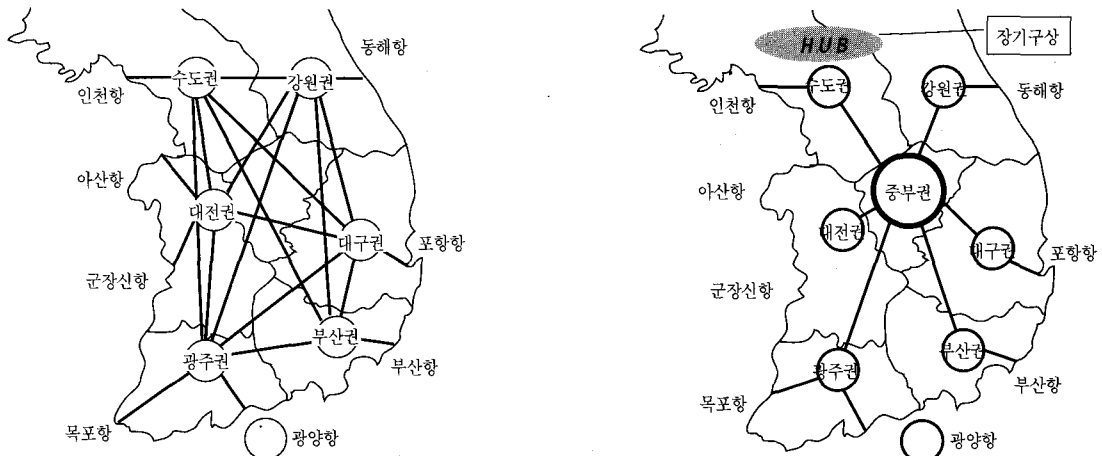 동해항
수도권
강원권
인천항
아산항
대전권
대구권
포항항
군장신항
부산권
광주권
부산항
목포항
광양항
HUB
장기구상
수도권
강원권
인천항
동해항
아산항
중부권
대전권
대구권
포항항
군장신항
부산권
광주권
부산항
목포항
광양항